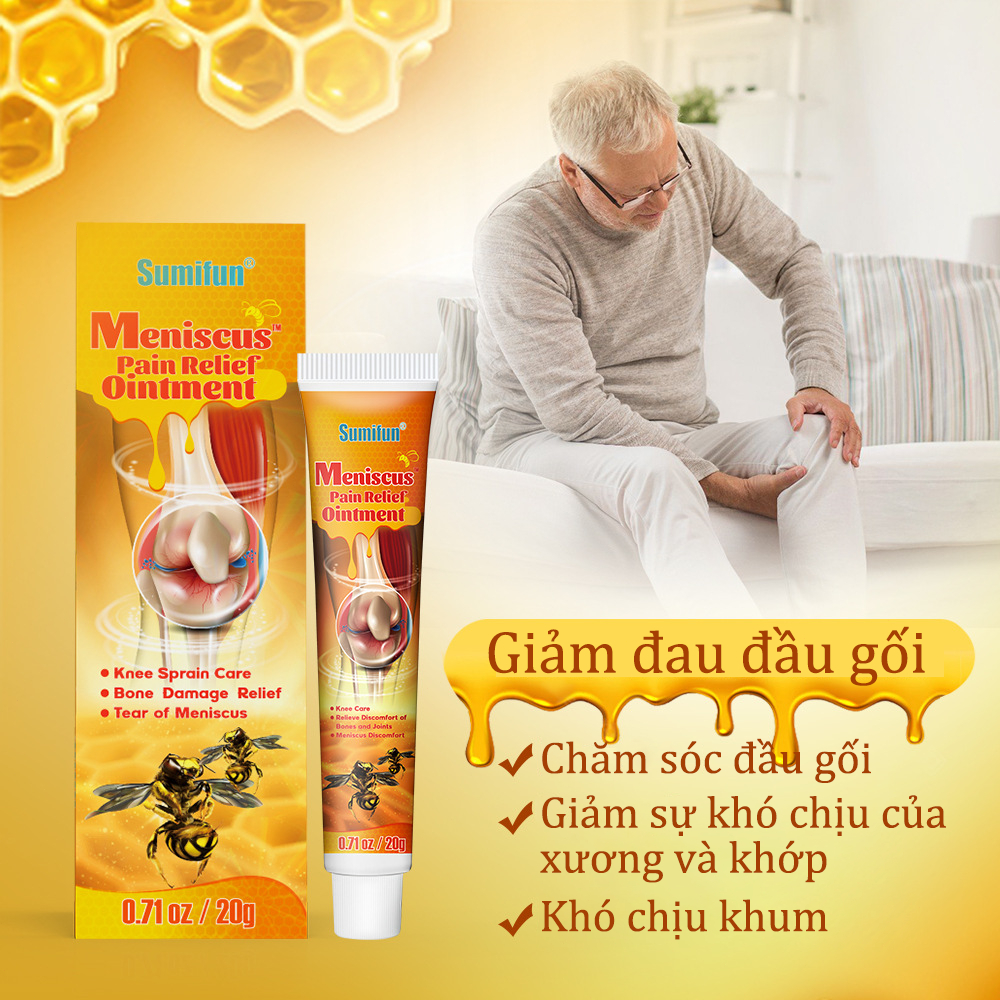 Sumifun®
Meniscus™
Pain Relief
Ointment
• Knee Sprain Care
• Bone Damage Relief
• Tear of Meniscus
0.71 oz / 20g
Sumifun®
Meniscus
Pain Relief
Ointment
• Knee Care
• Relieve Discomfort of
Bones and Joints
• Meniscus Discomfort
0.71 oz / 20g
Giảm đau đầu gối
✓ Chăm sóc đầu gối
✓ Giảm sự khó chịu của
xương và khớp
✓ Khó chịu khum